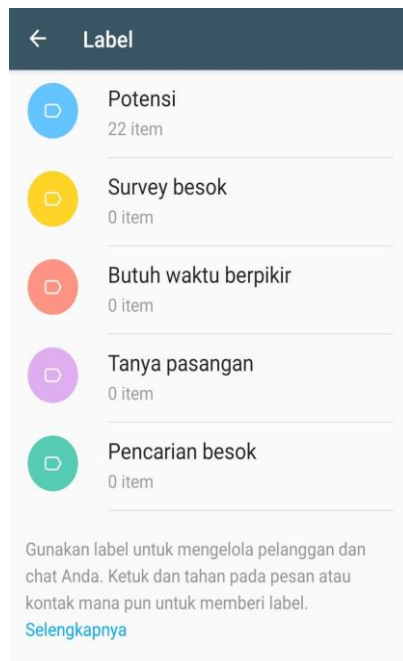 Label
Potensi
22 item
Survey besok
0 item
Butuh waktu berpikir
0 item
Tanya pasangan
0 item
Pencarian besok
0 item
Gunakan label untuk mengelola pelanggan dan
chat Anda. Ketuk dan tahan pada pesan atau
kontak mana pun untuk memberi label.
Selengkapnya